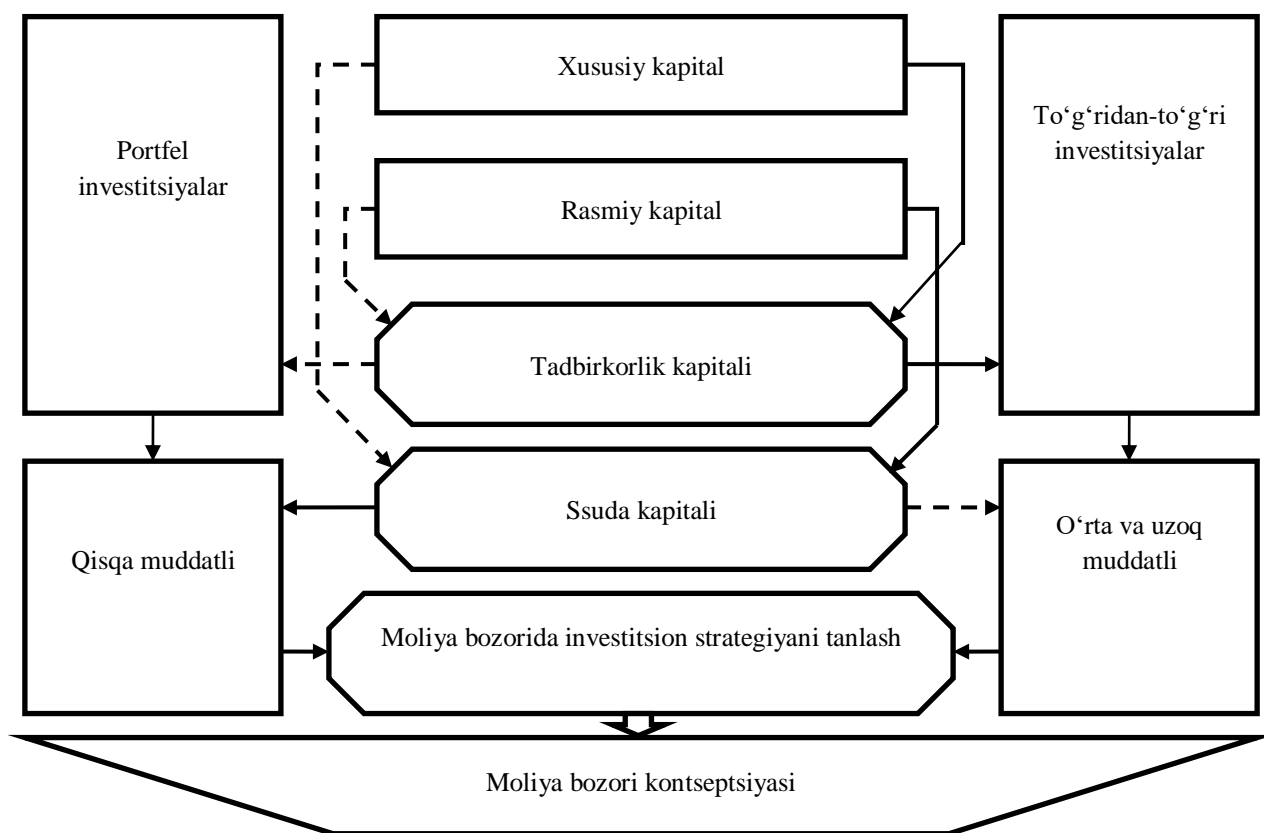 Xususiy kapital
Portfel
investitsiyalar
To‘g‘ridan-to‘g‘ri
investitsiyalar
Rasmiy kapital
Tadbirkorlik kapitali
Ssuda kapitali
Qisqa muddatli
O‘rta va uzoq
muddatli
Moliya bozorida investitsion strategiyani tanlash
Moliya bozori kontseptsiyasi